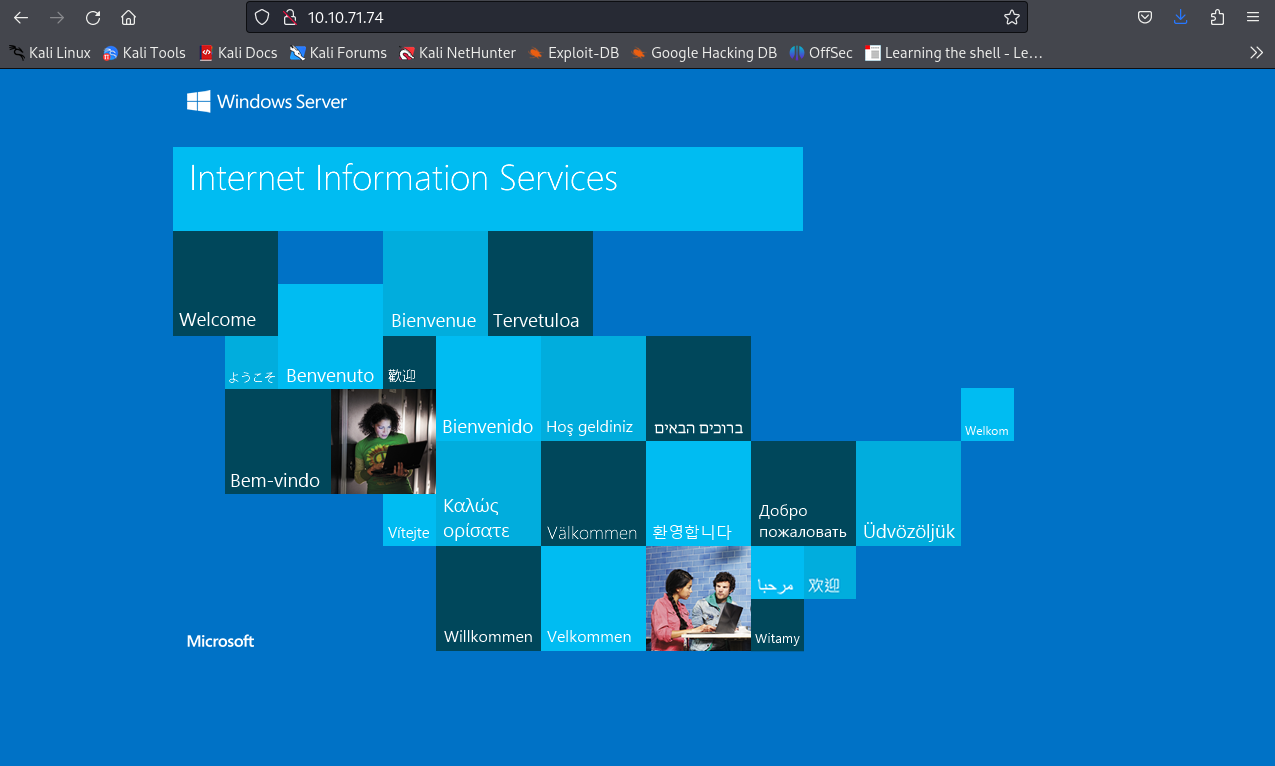 10.10.71.74
Kali Linux Kali Tools Kali Docs Kali Forums Kali NetHunter Exploit-DB Google Hacking DB OffSec Learning the shell - Le…
Windows Server
Internet Information Services
Welcome
Bienvenue
Tervetuloa
ようこそ
Benvenuto
歡迎
Bienvenido
Hoş geldiniz
ברוכים הבאים
Welkom
Bem-vindo
Vítejte
Καλώς
ορίσατε
Välkommen
환영합니다
Добро
пожаловать
Üdvözöljük
مرحبا
欢迎
Willkommen
Velkommen
Witamy
Microsoft